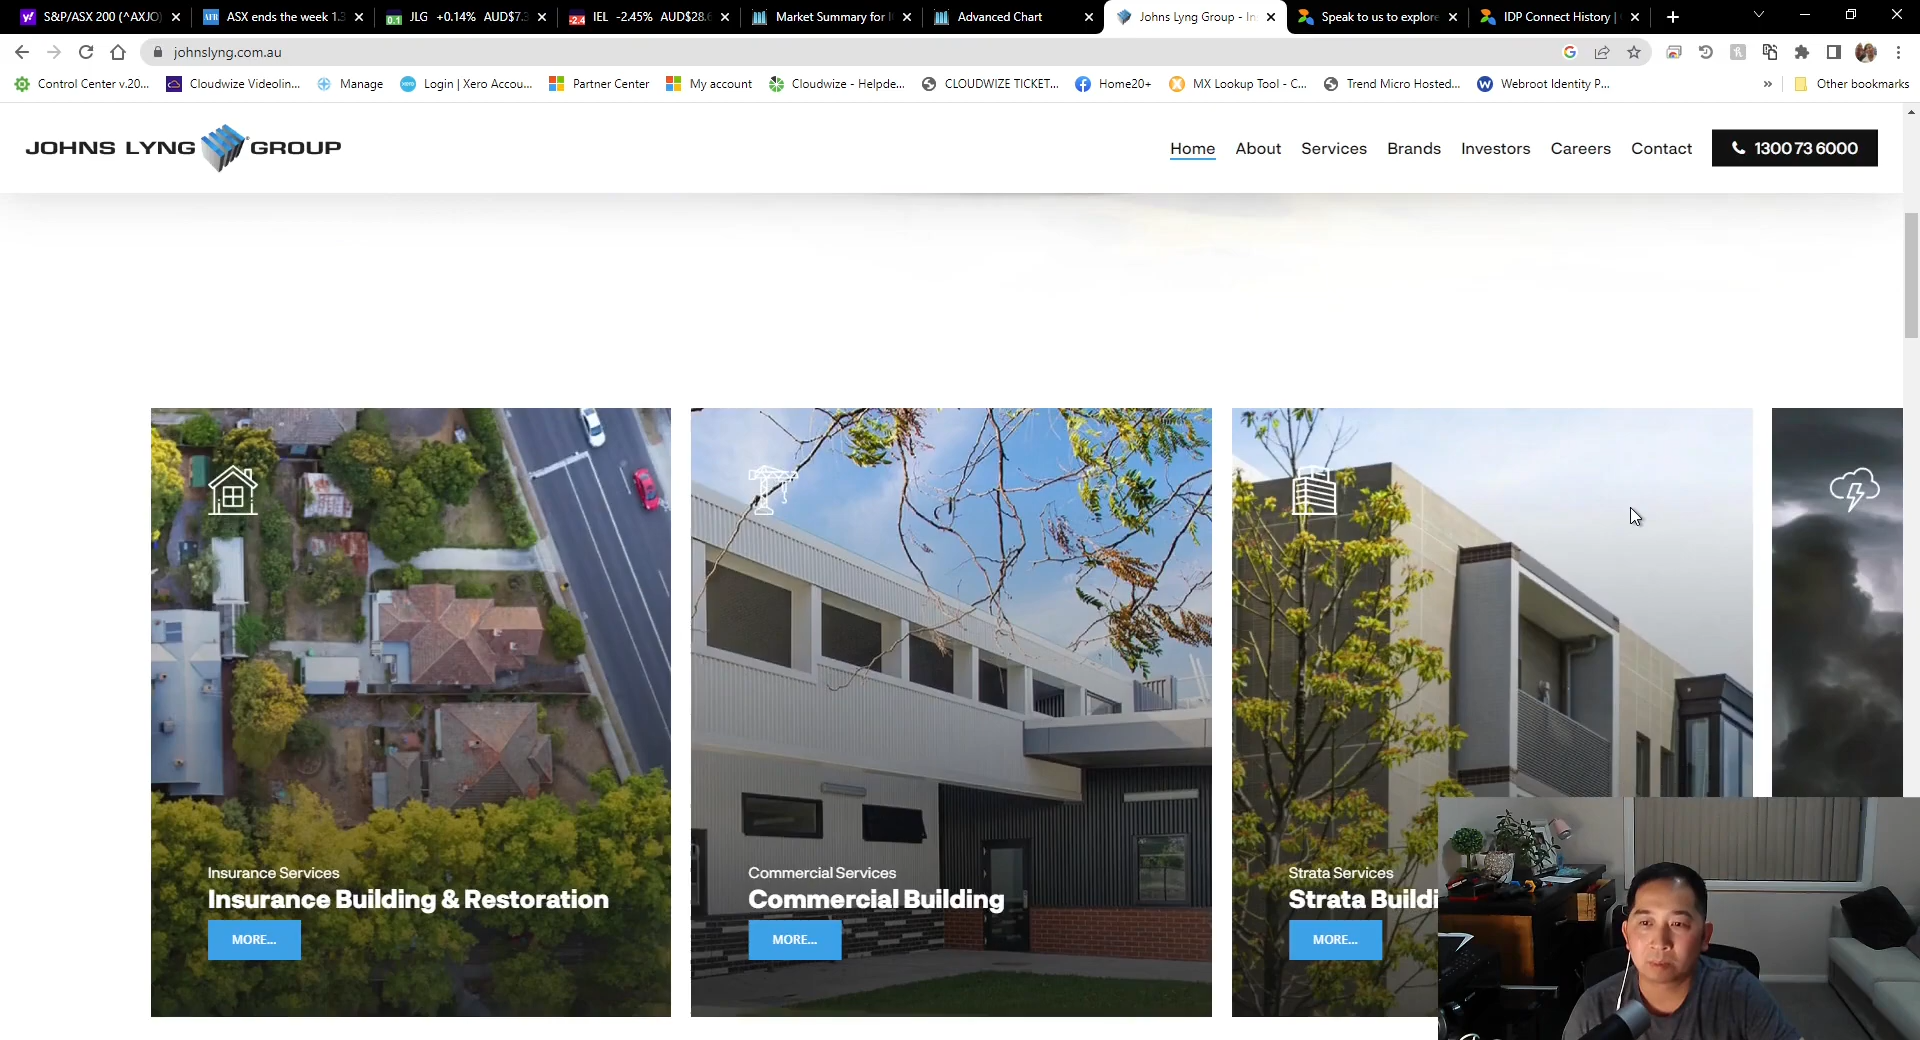 S&P/ASX 200 (^AXJO)
ASX ends the week 1.3
JLG +0.14% AUD$7.3
IEL -2.45% AUD$28.6
Market Summary for I
Advanced Chart
Johns Lyng Group - In
Speak to us to explore
IDP Connect History |
johnslyng.com.au
Control Center v.20...
Cloudwize Videolin...
Manage
Login | Xero Accou...
Partner Center
My account
Cloudwize - Helpde...
CLOUDWIZE TICKET...
Home20+
MX Lookup Tool - C...
Trend Micro Hosted...
Webroot Identity P...
Other bookmarks
JOHNS LYNG GROUP
Home
About
Services
Brands
Investors
Careers
Contact
1300 73 6000
Insurance Services
Insurance Building & Restoration
MORE...
Commercial Services
Commercial Building
MORE...
Strata Services
Strata Buildi
MORE...